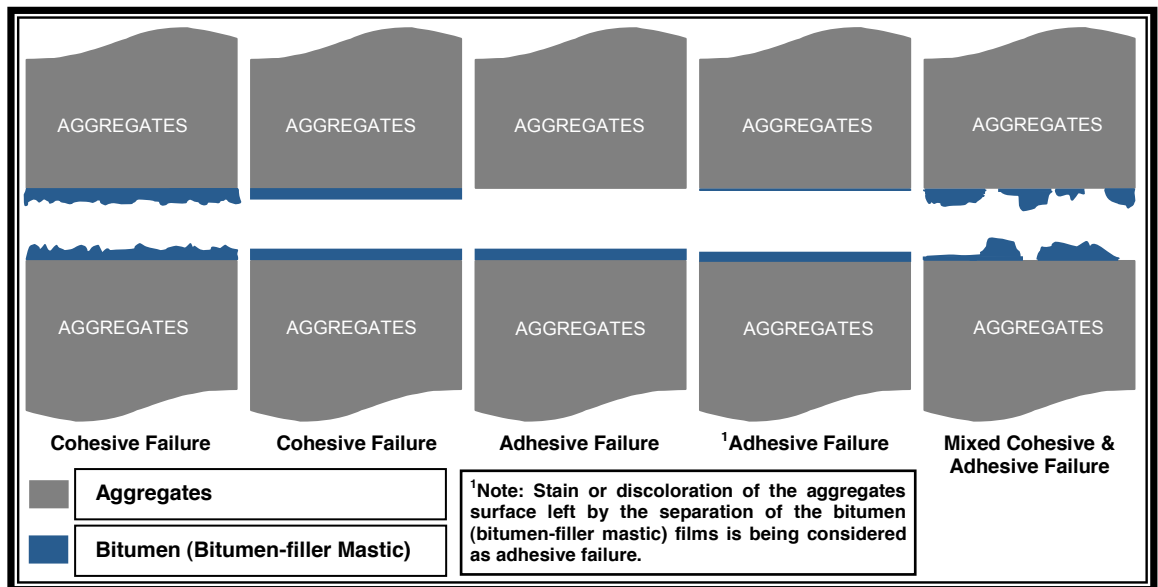 AGGREGATES AGGREGATES AGGREGATES AGGREGATES AGGREGATES
AGGREGATES AGGREGATES AGGREGATES AGGREGATES AGGREGATES
Cohesive Failure Cohesive Failure Adhesive Failure ¹Adhesive Failure Mixed Cohesive &
Adhesive Failure
Aggregates
Bitumen (Bitumen-filler Mastic)
¹Note: Stain or discoloration of the aggregates
surface left by the separation of the bitumen
(bitumen-filler mastic) films is being considered
as adhesive failure.